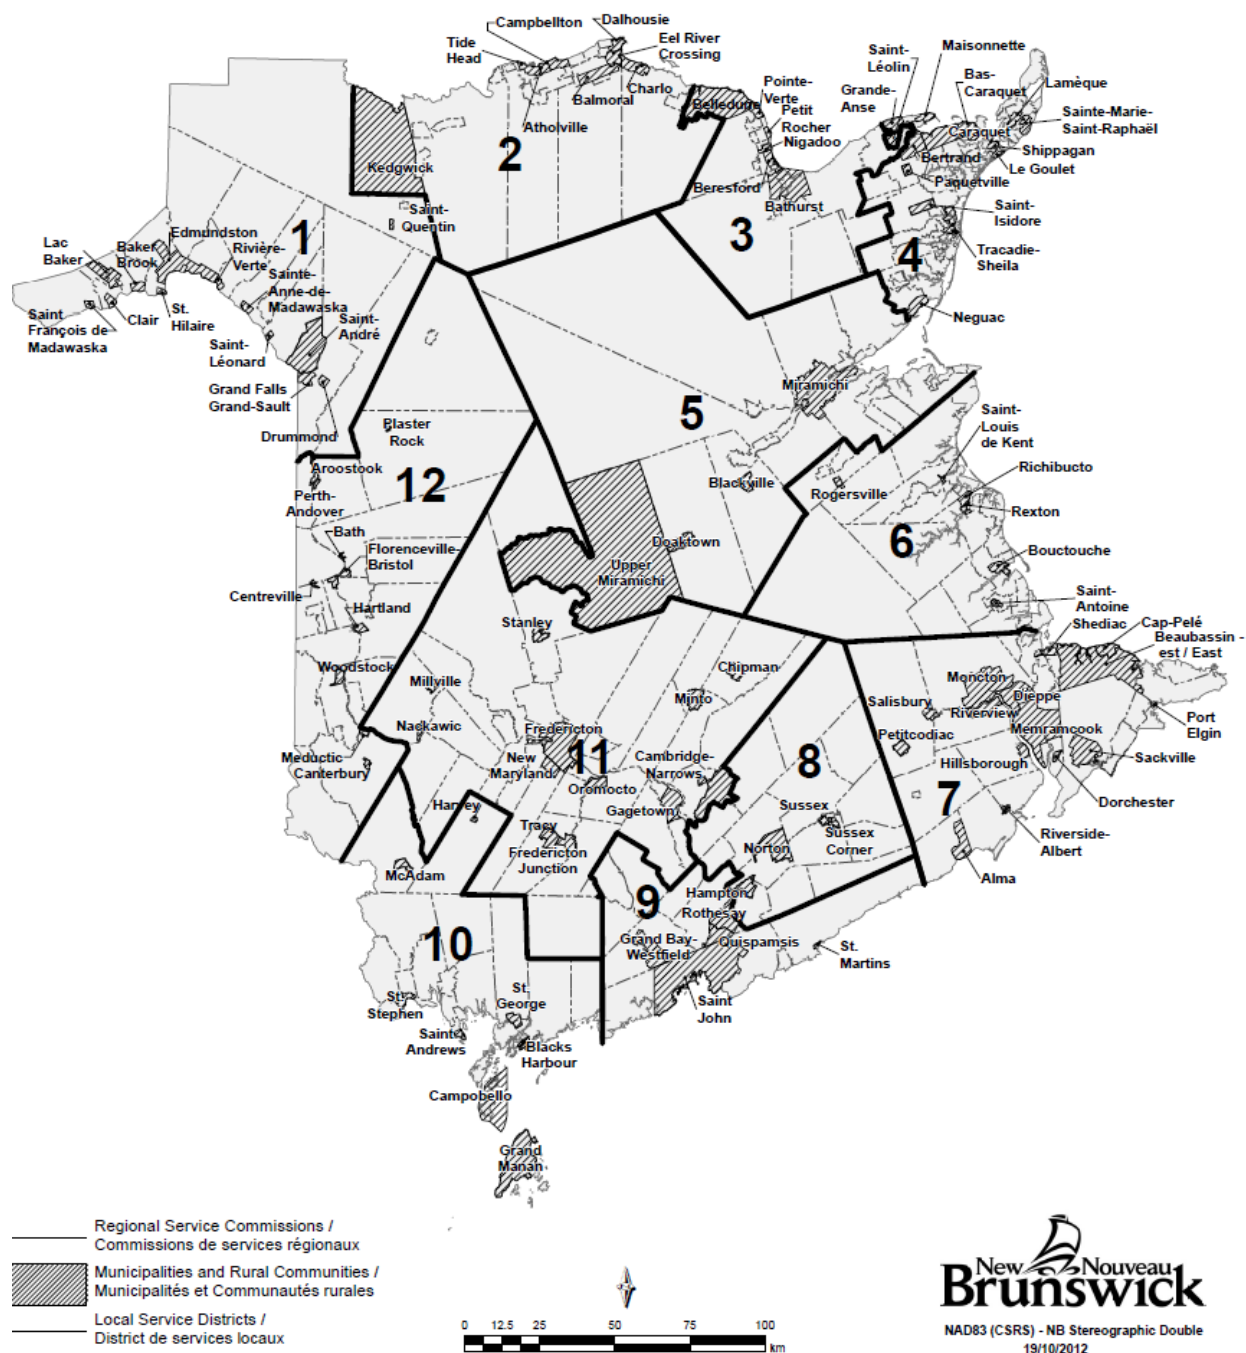 Campbellton
Dalhousie
Tide
Head
Eel River
Crossing
Saint-
Léolin
Maisonnette
Bas-
Caraquet
Lamèque
Pointe-
Verte
Grande-
Anse
Balmoral
Charlo
Belledune
Petit
Rocher
Nigadoo
Sainte-Marie-
Saint-Raphaël
Atholville
Caraquet
Shippagan
Le Goulet
Bertrand
Paquetville
2
Kedgwick
Beresford
Bathurst
Saint-
Quentin
Saint-
Isidore
3
1
4
Tracadie-
Sheila
Lac
Baker
Baker
Brook
Edmundston
Rivière-
Verte
Sainte-
Anne-de-
Madawaska
Saint
François de
Madawaska
Clair
St.
Hilaire
Saint-
André
Saint-
Léonard
Neguac
Grand Falls
Grand-Sault
Drummond
Miramichi
5
Plaster
Rock
Saint-
Louis
de Kent
Aroostook
12
Perth-
Andover
Blackville
Rogersville
Richibucto
Rexton
Bath
Florenceville-
Bristol
Doaktown
6
Upper
Miramichi
Bouctouche
Centreville
Hartland
Saint-
Antoine
Stanley
Shediac
Cap-Pelé
Beaubassin -
est / East
Woodstock
Millville
Chipman
Minto
Moncton
Dieppe
Salisbury
Riverview
Memramcook
Port
Elgin
Nackawic
Fredericton
11
8
Petitcodiac
Meductic
Canterbury
New
Maryland
Cambridge-
Narrows
Hillsborough
Sackville
Oromocto
7
Dorchester
Harvey
Gagetown
Sussex
Sussex
Corner
Riverside-
Albert
Tracy
Norton
Fredericton
Junction
Alma
McAdam
9
Hampton
Rothesay
10
Grand Bay-
Westfield
Quispamsis
St.
Martins
St.
Stephen
St.
George
Saint
John
Saint
Andrews
Blacks
Harbour
Campobello
Grand
Manan
Regional Service Commissions /
Commissions de services régionaux
Municipalities and Rural Communities /
Municipalités et Communautés rurales
Local Service Districts /
District de services locaux
0 12.5 25 50 75 100
km
New Nouveau
Brunswick
NAD83 (CSRS) - NB Stereographic Double
19/10/2012